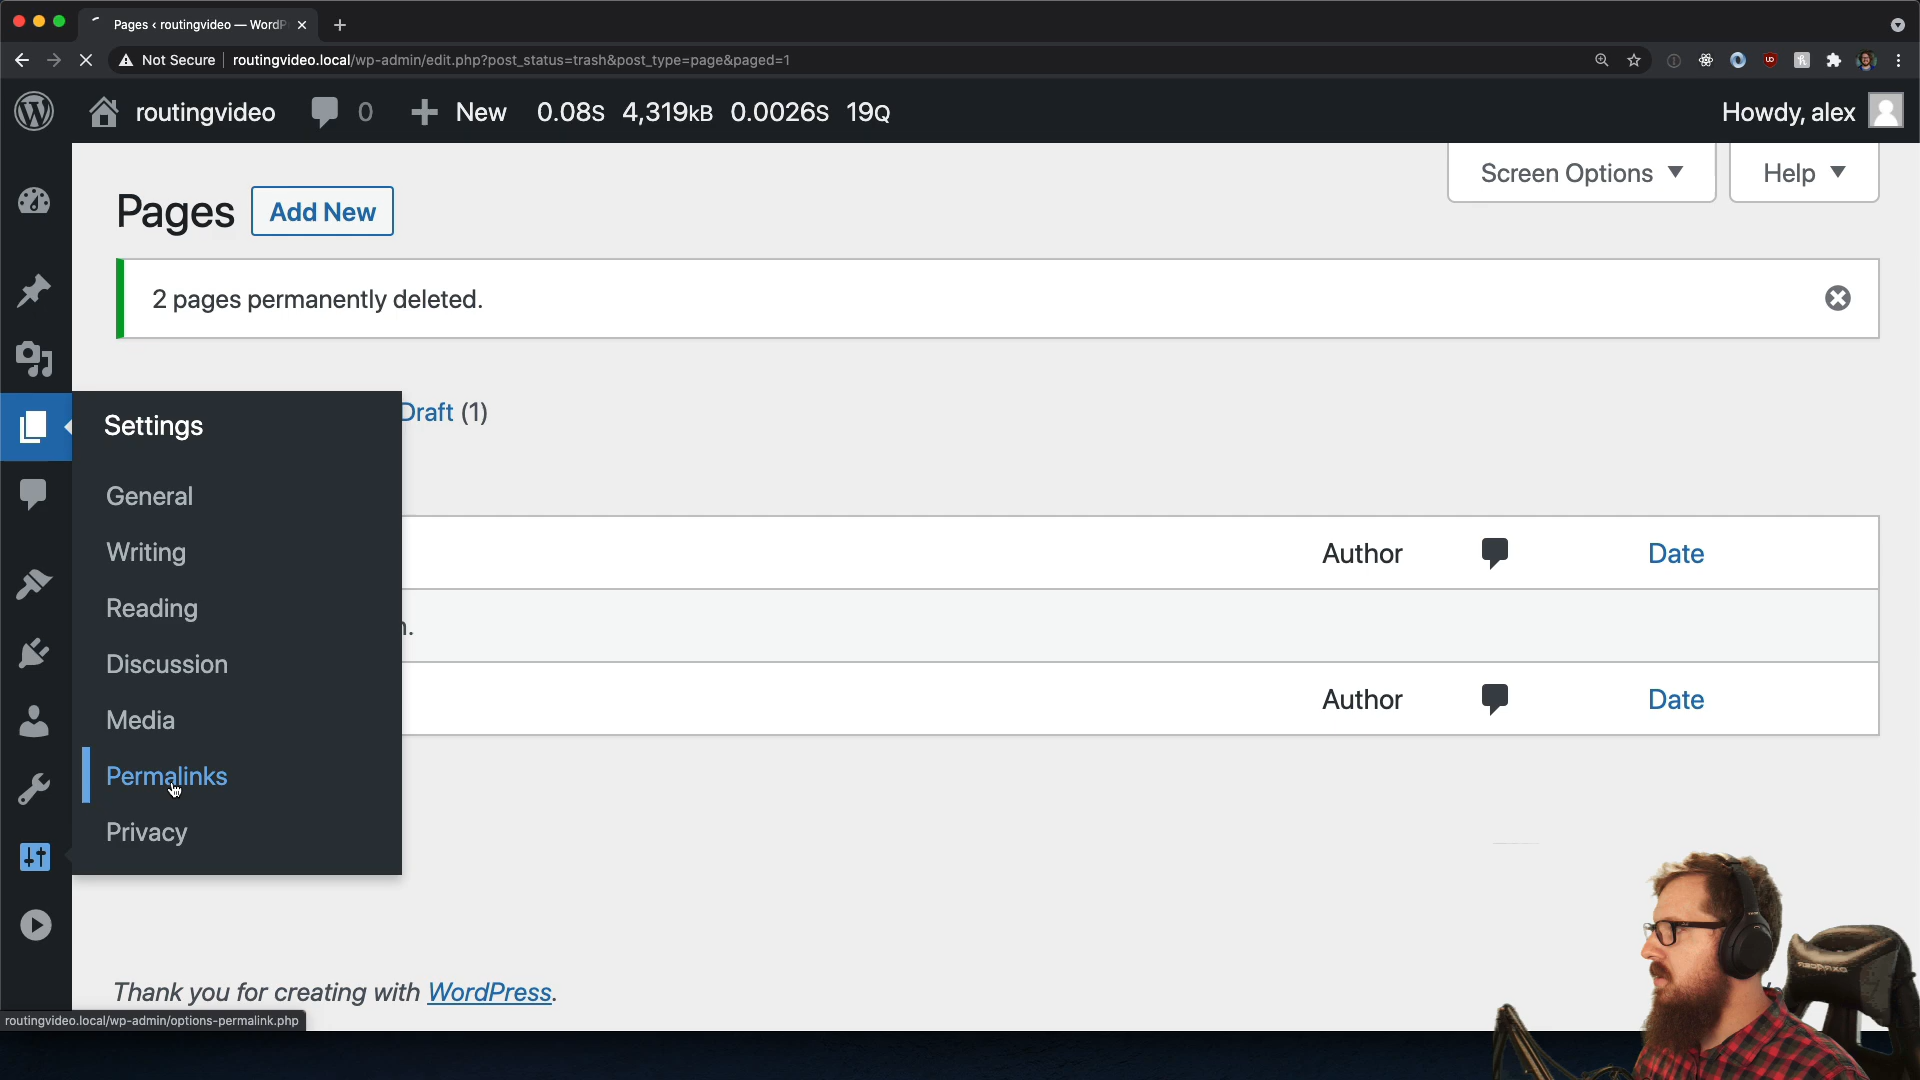 Pages ‹ routingvideo — WordP
Not Secure routingvideo.local/wp-admin/edit.php?post_status=trash&post_type=page&paged=1
routingvideo 0 New 0.08S 4,319KB 0.0026S 19Q Howdy, alex
Screen Options Help
Pages Add New
2 pages permanently deleted.
Draft (1)
Settings
General
Writing
Reading
Discussion
Media
Permalinks
Privacy
Author Date
Author Date
Thank you for creating with WordPress.
routingvideo.local/wp-admin/options-permalink.php